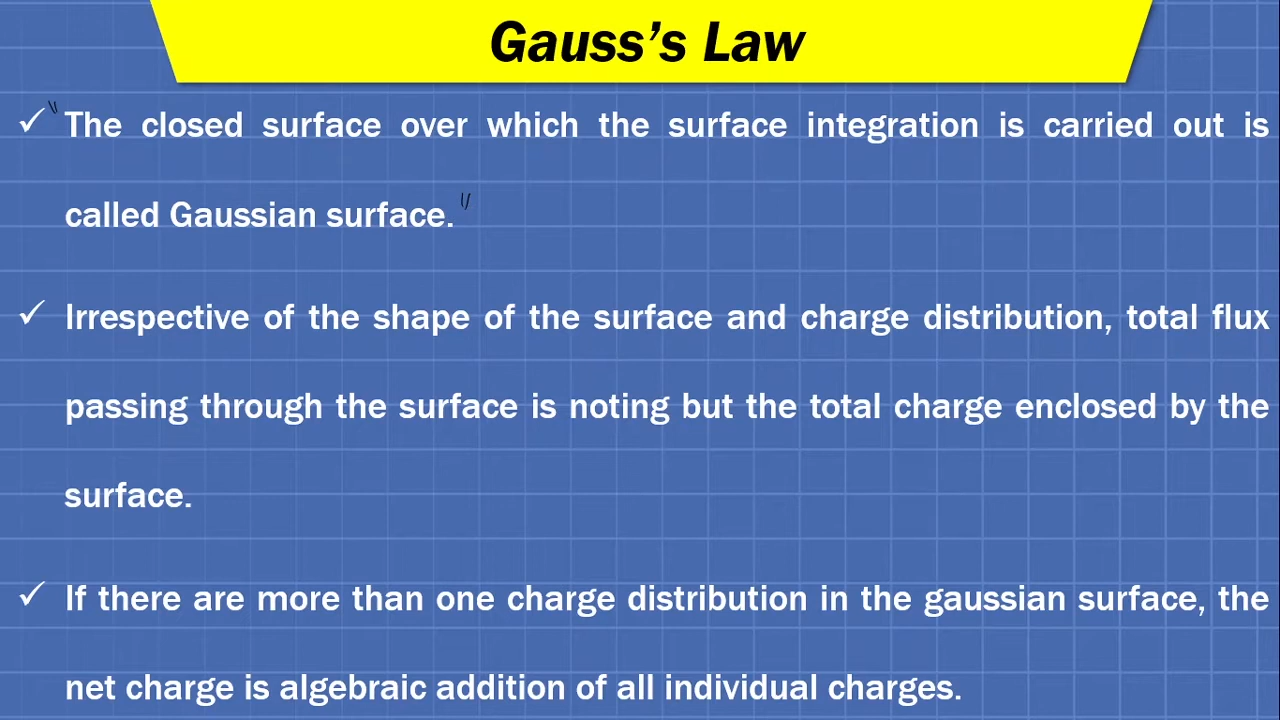 Gauss’s Law
✓ "The closed surface over which the surface integration is carried out is
called Gaussian surface."
✓ Irrespective of the shape of the surface and charge distribution, total flux
passing through the surface is noting but the total charge enclosed by the
surface.
✓ If there are more than one charge distribution in the gaussian surface, the
net charge is algebraic addition of all individual charges.